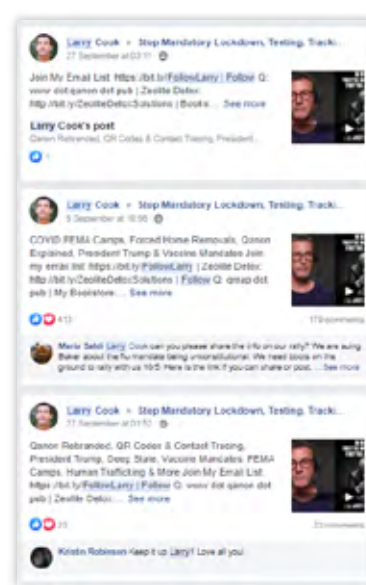 Larry Cook ▸ Stop Mandatory Lockdown, Testing, Tracki...
27 September at 03:11
Join My Email List: https://bit.ly/FollowLarry | Follow Q:
www dot qanon dot pub | Zeolite Detox:
http://bit.ly/ZeoliteDetoxSolutions | Books... See more
Larry Cook's post
Qanon Rebranded, QR Codes & Contact Tracing, President...
1
Larry Cook ▸ Stop Mandatory Lockdown, Testing, Tracki...
5 September at
COVID FEMA Camps, Forced Home Removals, Qanon
Explained, President Trump & Vaccine Mandates Join
my email list: https://bit.ly/FollowLarry | Zeolite Detox:
http://bit.ly/ZeoliteDetoxSolutions | Follow Q: qmap dot
pub | My Bookstore:... See more
413
comments
Mario Larry Cook can you please share the info on our rally? We are suing
Baker about the flu mandate being unconstitutional. We need boots on the
ground to rally with us 10/5 Here is the link if you can share or post. ... See more
Larry Cook ▸ Stop Mandatory Lockdown, Testing, Tracki...
27 September at
Qanon Rebranded, QR Codes & Contact Tracing,
President Trump, Deep State, Vaccine Mandates, FEMA
Camps, Human Trafficking & More Join My Email List:
https://bit.ly/FollowLarry | Follow Q: www dot qanon dot
pub | Zeolite Detox:... See more
comments
Kristin Robinson Keep it up Larry!! Love all you!